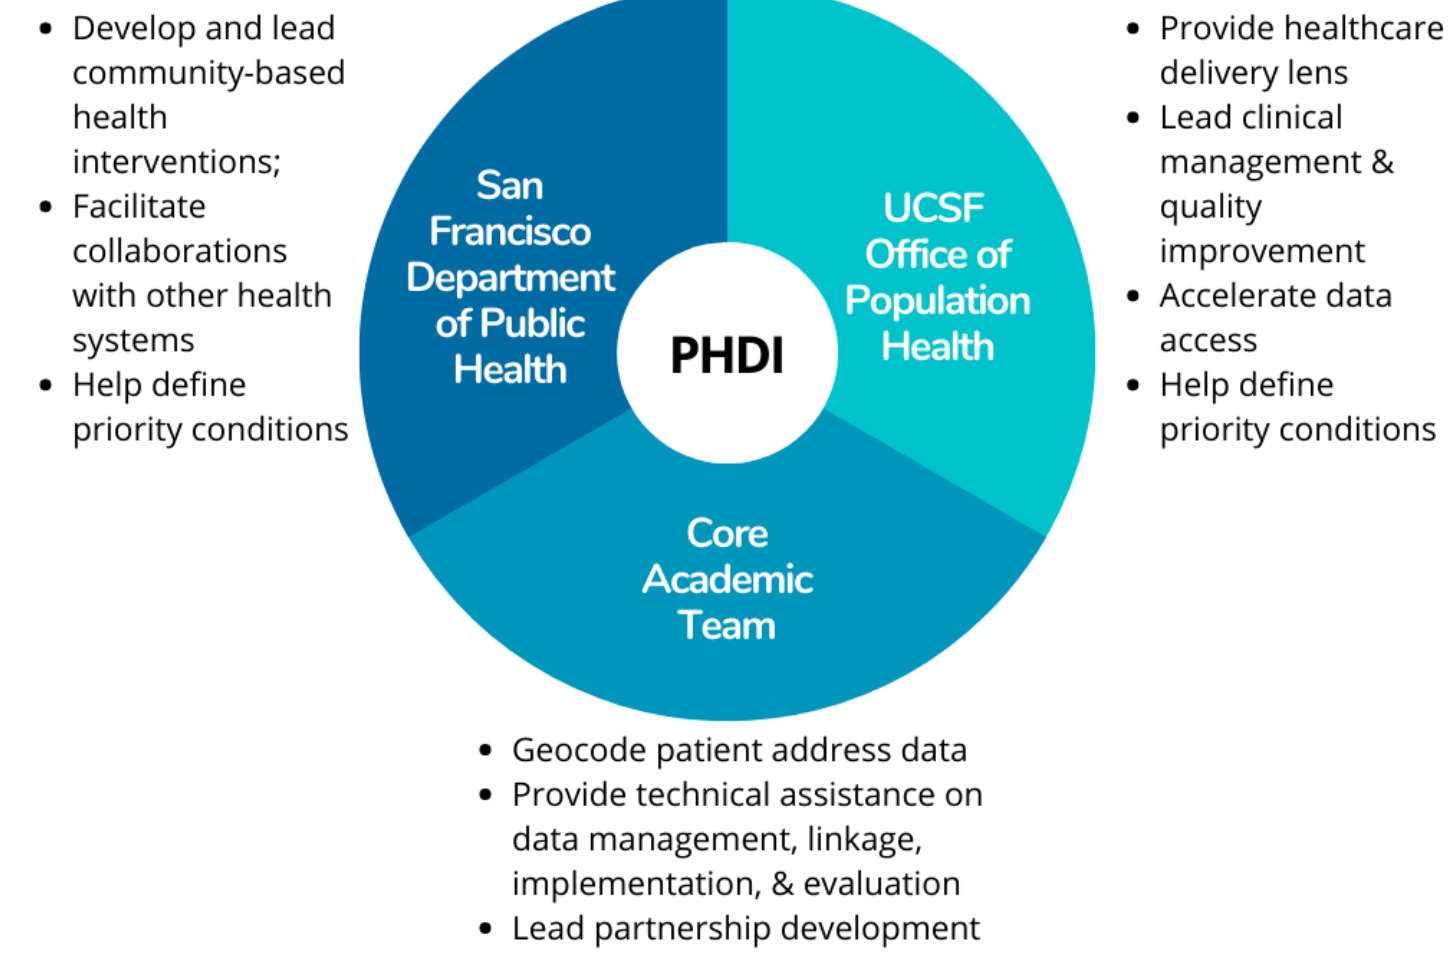 • Develop and lead
community-based
health
interventions;
• Facilitate
collaborations
with other health
systems
• Help define
priority conditions
San
Francisco
Department
of Public
Health
PHDI
UCSF
Office of
Population
Health
• Provide healthcare
delivery lens
• Lead clinical
management &
quality
improvement
• Accelerate data
access
• Help define
priority conditions
Core
Academic
Team
• Geocode patient address data
• Provide technical assistance on
data management, linkage,
implementation, & evaluation
• Lead partnership development